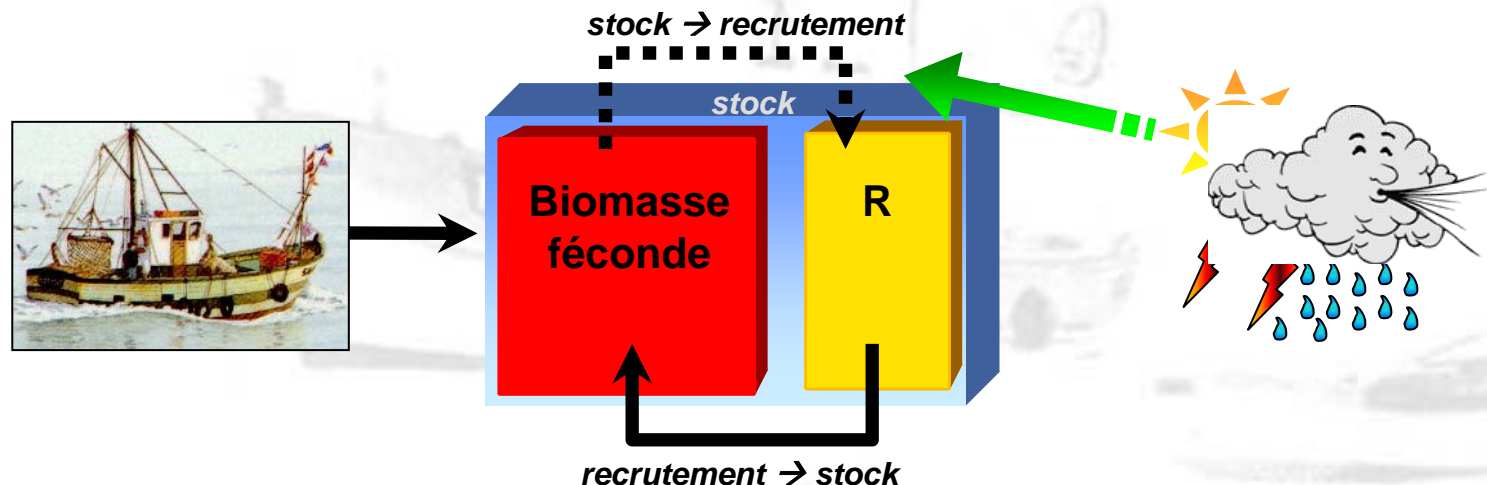 stock → recrutement
stock
Biomasse
féconde
R
recrutement → stock